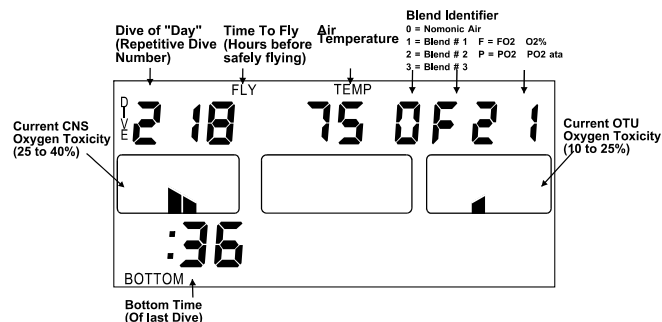 Blend Identifier
0 = Nomonic Air
1 = Blend # 1 F = FO2 O2%
2 = Blend # 2 P = PO2 PO2 ata
3 = Blend # 3
Dive of "Day"
(Repetitive Dive
Number)
Time To Fly
(Hours before
safely flying)
Air
Temperature
FLY TEMP
DIVE 2 18 75 0F21
Current CNS
Oxygen Toxicity
(25 to 40%)
Current OTU
Oxygen Toxicity
(10 to 25%)
:36
BOTTOM
Bottom Time
(Of last Dive)